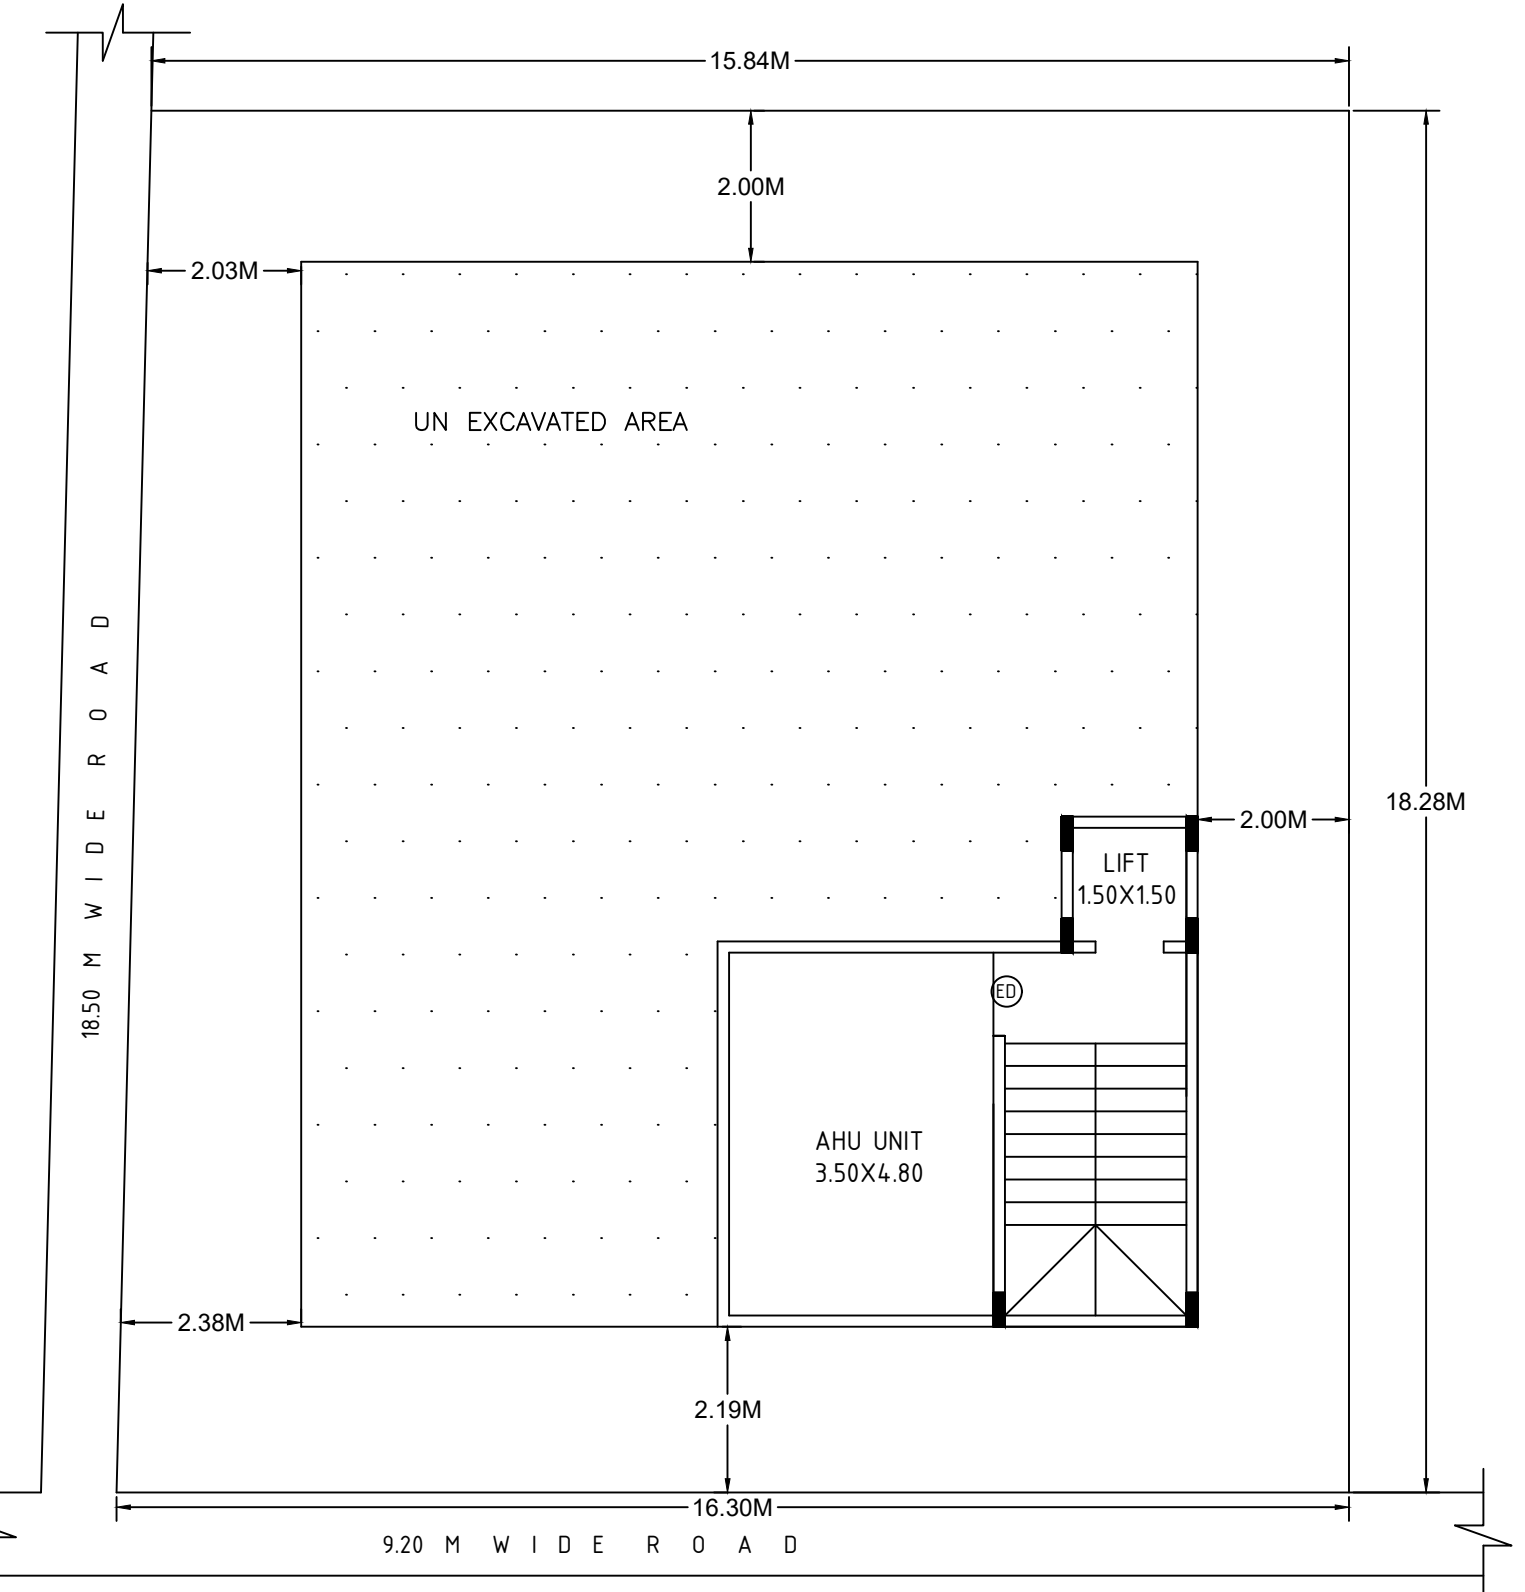 15.84M
2.00M
2.03M
UN EXCAVATED AREA
18.50 M WIDE ROAD
2.00M
18.28M
LIFT
1.50X1.50
ED
AHU UNIT
3.50X4.80
2.38M
2.19M
16.30M
9.20 M WIDE ROAD